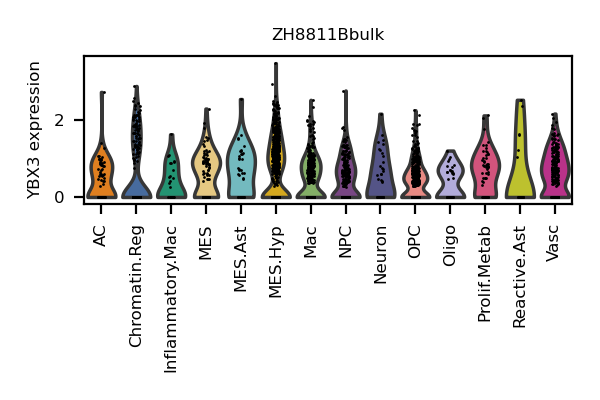 ZH8811Bbulk
YBX3 expression
2
0
AC
Chromatin.Reg
Inflammatory.Mac
MES
MES.Ast
MES.Hyp
Mac
NPC
Neuron
OPC
Oligo
Prolif.Metab
Reactive.Ast
Vasc